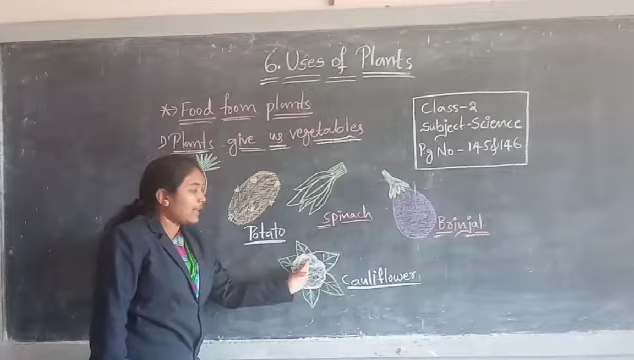 6. Uses of Plants
*> Food from plants
1) Plants give us vegetables
Class-2
Subject-Science
Pg No - 145&146
Potato
spinach
Brinjal
Cauliflower.